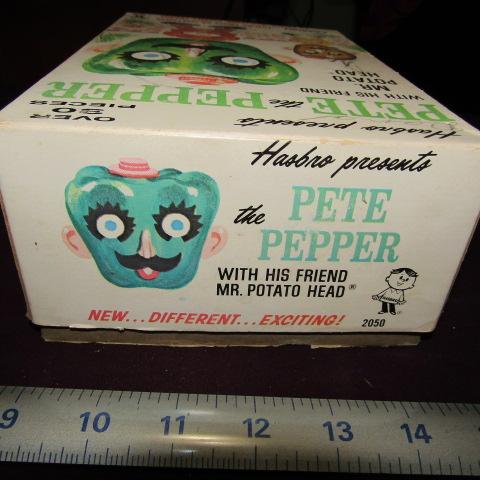 Hasbro presents
PETE the PEPPER
WITH HIS FRIEND
MR. POTATO HEAD
OVER
PIECES
Hasbro presents
the PETE
PEPPER
WITH HIS FRIEND
MR. POTATO HEAD®
NEW...DIFFERENT...EXCITING!
2050
9 10 11 12 13 14